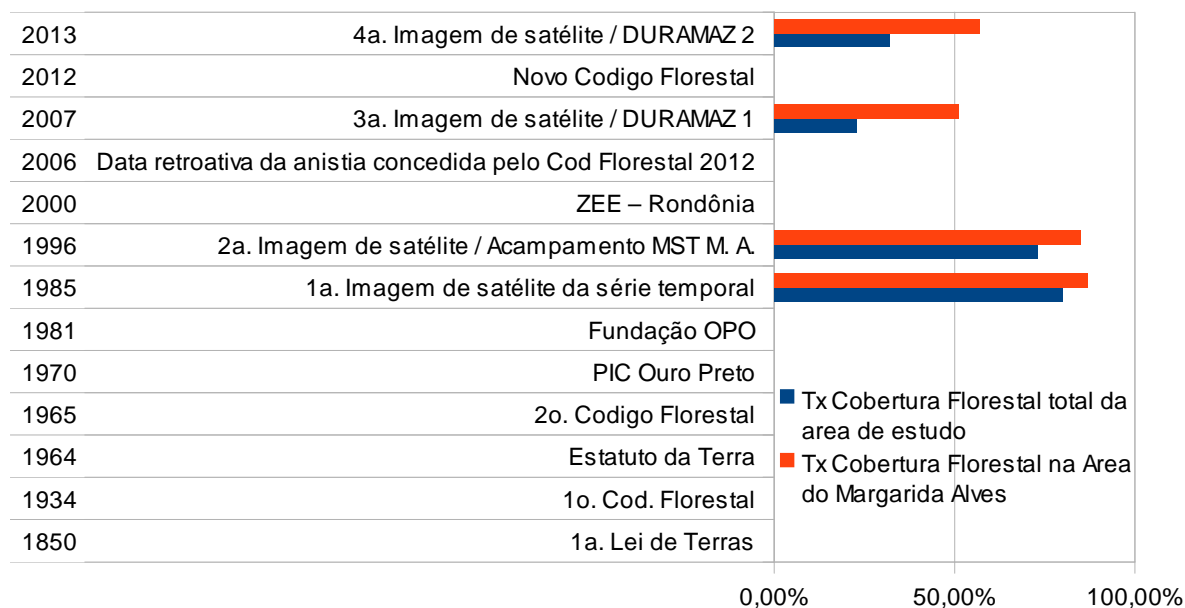 2013 4a. Imagem de satélite / DURAMAZ 2
2012 Novo Codigo Florestal
2007 3a. Imagem de satélite / DURAMAZ 1
2006 Data retroativa da anistia concedida pelo Cod Florestal 2012
2000 ZEE – Rondônia
1996 2a. Imagem de satélite / Acampamento MST M. A.
1985 1a. Imagem de satélite da série temporal
1981 Fundação OPO
1970 PIC Ouro Preto
1965 2o. Codigo Florestal
1964 Estatuto da Terra
1934 1o. Cod. Florestal
1850 1a. Lei de Terras
Tx Cobertura Florestal total da
area de estudo
Tx Cobertura Florestal na Area
do Margarida Alves
0,00% 50,00% 100,00%